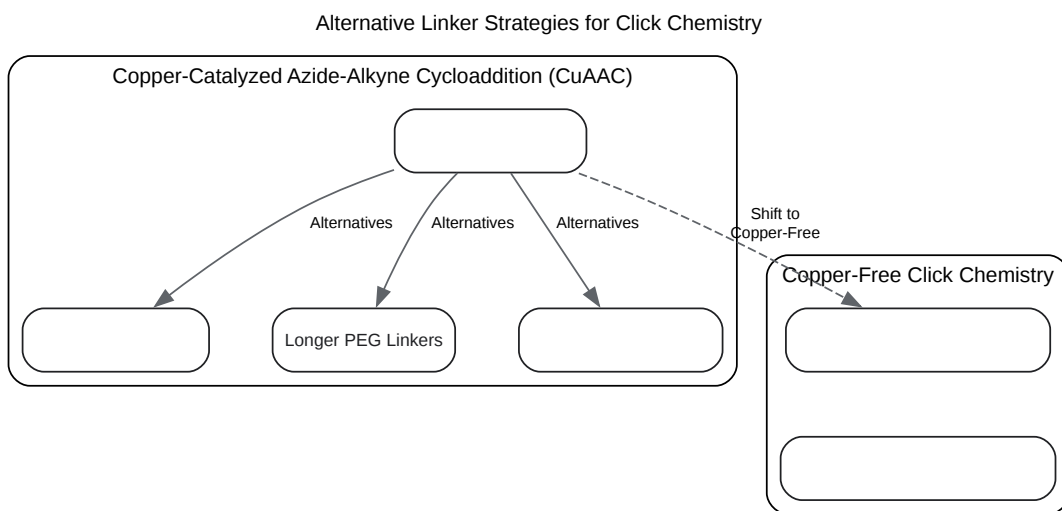 Alternative Linker Strategies for Click Chemistry
Copper-Catalyzed Azide-Alkyne Cycloaddition (CuAAC)
Alternatives
Alternatives
Alternatives
Shift to
Copper-Free
Copper-Free Click Chemistry
Longer PEG Linkers